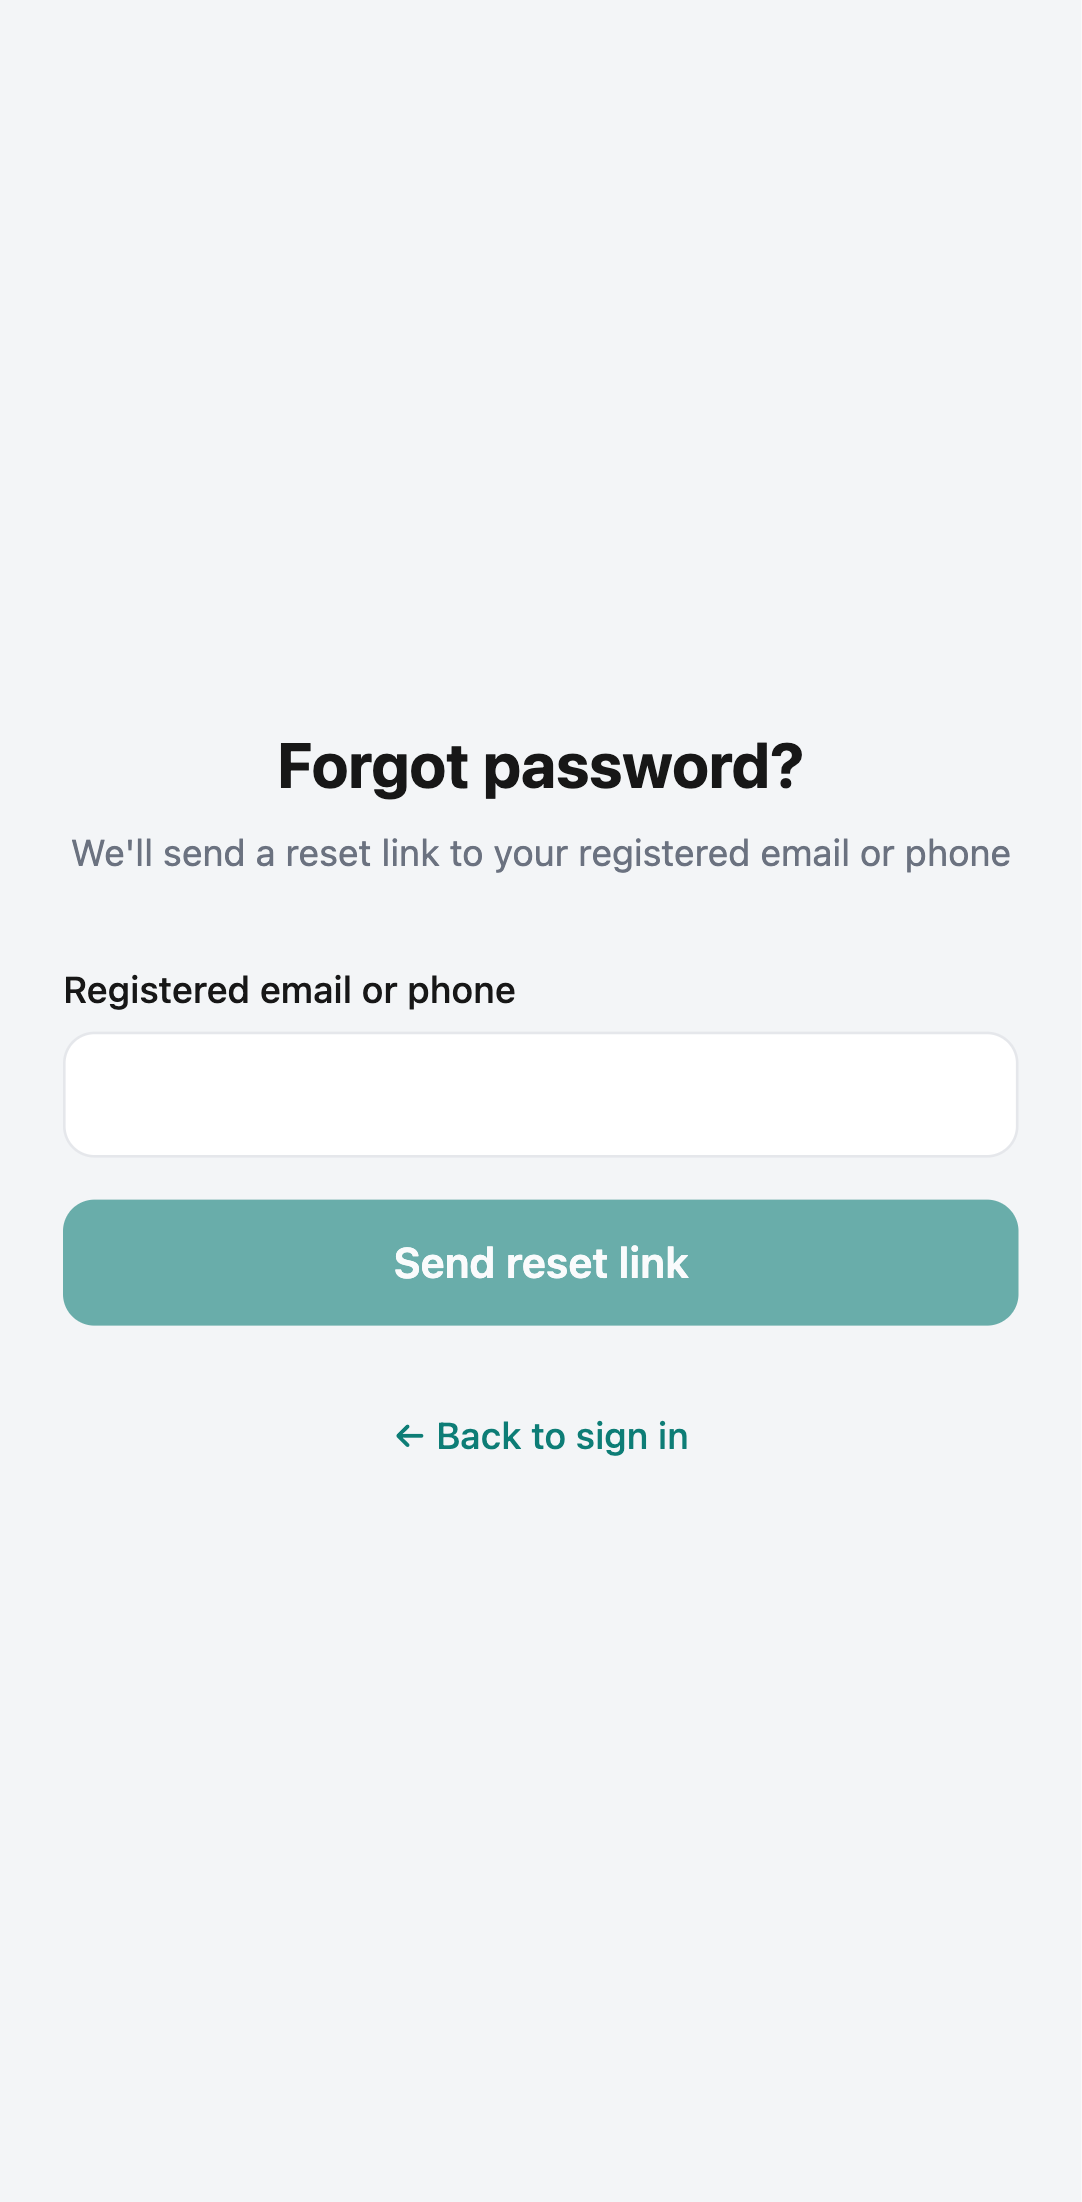 Forgot password?
We'll send a reset link to your registered email or phone
Registered email or phone
Send reset link
← Back to sign in